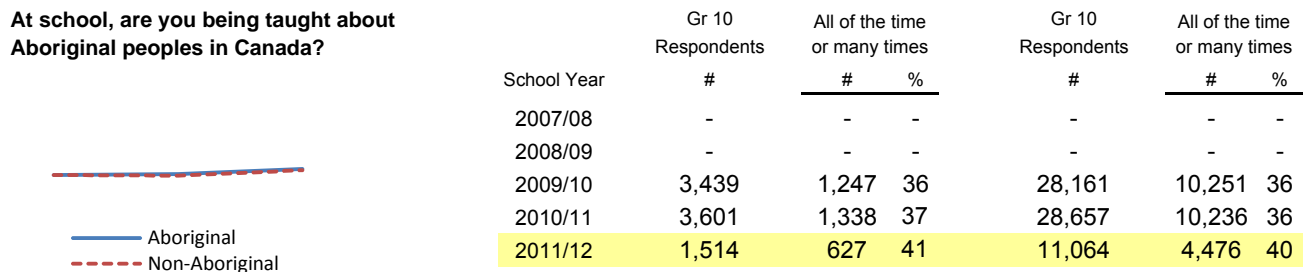 At school, are you being taught about
Aboriginal peoples in Canada?
Aboriginal
Non-Aboriginal
Gr 10 All of the time Gr 10 All of the time
Respondents or many times Respondents or many times
School Year # # % # # %
2007/08 - - - - - -
2008/09 - - - - - -
2009/10 3,439 1,247 36 28,161 10,251 36
2010/11 3,601 1,338 37 28,657 10,236 36
2011/12 1,514 627 41 11,064 4,476 40